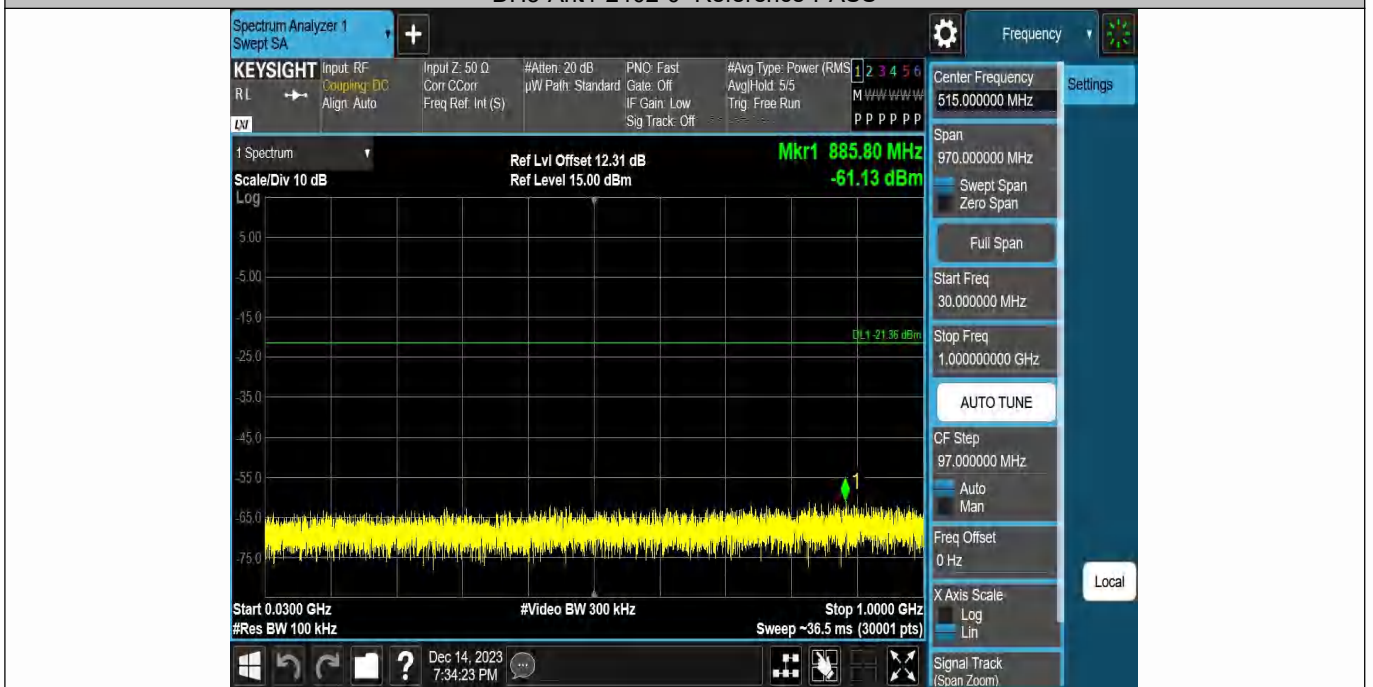 Spectrum Analyzer 1
Swept SA
+
Frequency
KEYSIGHT
RL
LXI
Input: RF
Coupling: DC
Align: Auto
Input Z: 50 Ω
Corr CCorr
Freq Ref: Int (S)
#Atten: 20 dB
µW Path: Standard
PNO: Fast
Gate: Off
IF Gain: Low
Sig Track: Off
#Avg Type: Power (RMS
Avg|Hold: 5/5
Trig: Free Run
1 2 3 4 5 6
M W W W W W
P P P P P P
1 Spectrum
Scale/Div 10 dB
Log
Ref Lvl Offset 12.31 dB
Ref Level 15.00 dBm
Mkr1 885.80 MHz
-61.13 dBm
5.00
-5.00
-15.0
DL1 -21.36 dBm
-25.0
-35.0
-45.0
-55.0
1
-65.0
-75.0
Start 0.0300 GHz
#Res BW 100 kHz
#Video BW 300 kHz
Stop 1.0000 GHz
Sweep ~36.5 ms (30001 pts)
Center Frequency
515.000000 MHz
Settings
Span
970.000000 MHz
Swept Span
Zero Span
Full Span
Start Freq
30.000000 MHz
Stop Freq
1.000000000 GHz
AUTO TUNE
CF Step
97.000000 MHz
Auto
Man
Freq Offset
0 Hz
X Axis Scale
Log
Lin
Local
Signal Track
(Span Zoom)
?
Dec 14, 2023
7:34:23 PM